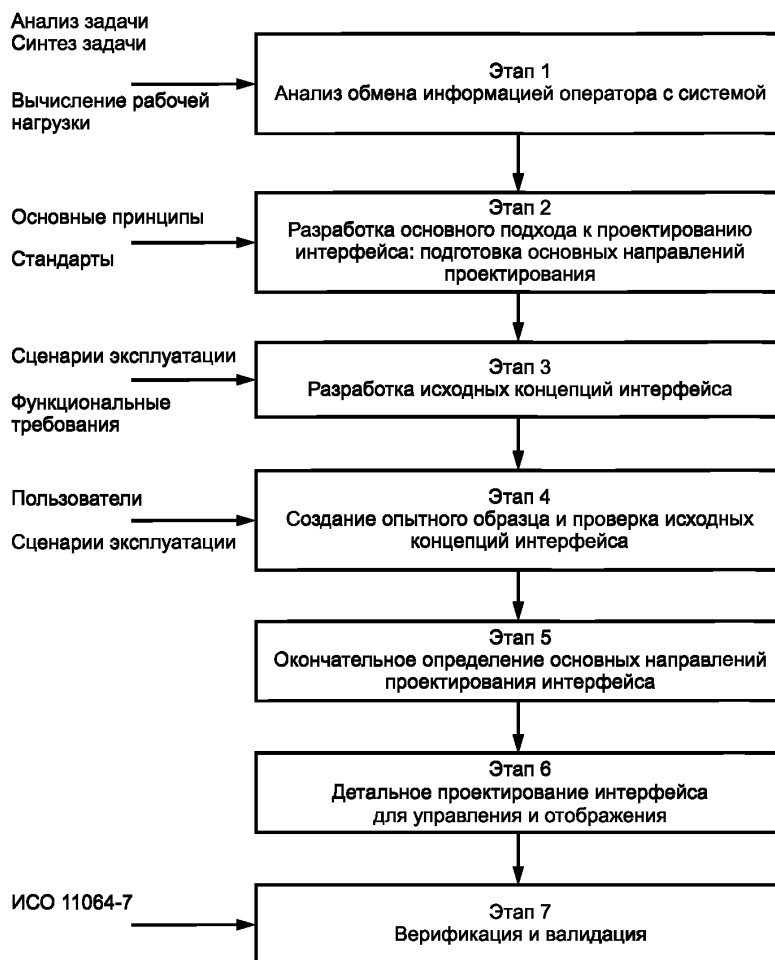 Анализ задачи
Синтез задачи
Вычисление рабочей
нагрузки
Этап 1
Анализ обмена информацией оператора с системой
Основные принципы
Стандарты
Этап 2
Разработка основного подхода к проектированию
интерфейса: подготовка основных направлений
проектирования
Сценарии эксплуатации
Функциональные
требования
Этап 3
Разработка исходных концепций интерфейса
Пользователи
Сценарии эксплуатации
Этап 4
Создание опытного образца и проверка исходных
концепций интерфейса
Этап 5
Окончательное определение основных направлений
проектирования интерфейса
Этап 6
Детальное проектирование интерфейса
для управления и отображения
ИСО 11064-7
Этап 7
Верификация и валидация